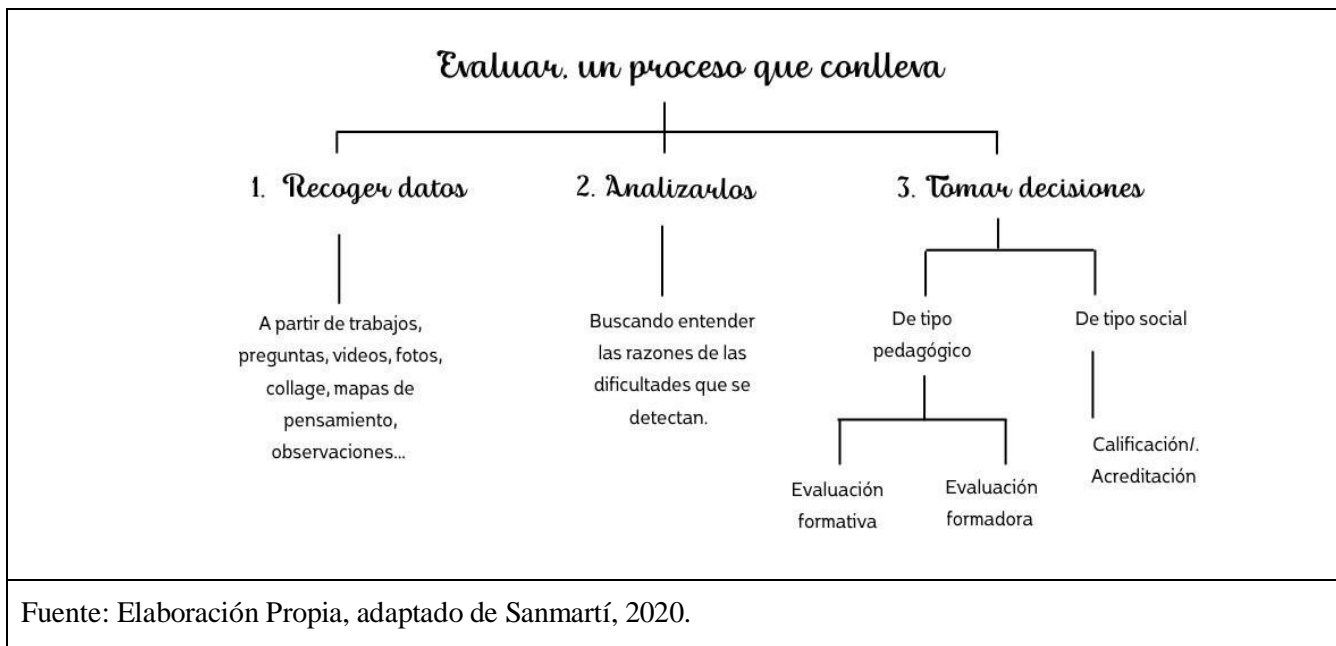 Evaluar, un proceso que conlleva
1. Recoger datos
2. Analizarlos
3. Tomar decisiones
A partir de trabajos,
preguntas, videos, fotos,
collage, mapas de
pensamiento,
observaciones...
Buscando entender
las razones de las
dificultades que se
detectan.
De tipo
pedagógico
De tipo social
Evaluación
formativa
Evaluación
formadora
Calificación/.
Acreditación
Fuente: Elaboración Propia, adaptado de Sanmartí, 2020.